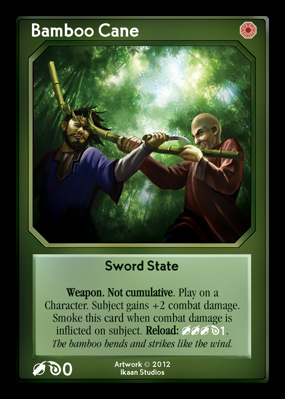 Bamboo Cane
Sword State
Weapon. Not cumulative. Play on a
Character. Subject gains +2 combat damage.
Smoke this card when combat damage is
inflicted on subject. Reload: 1.
The bamboo bends and strikes like the wind.
0
Artwork © 2012
Ikaan Studios